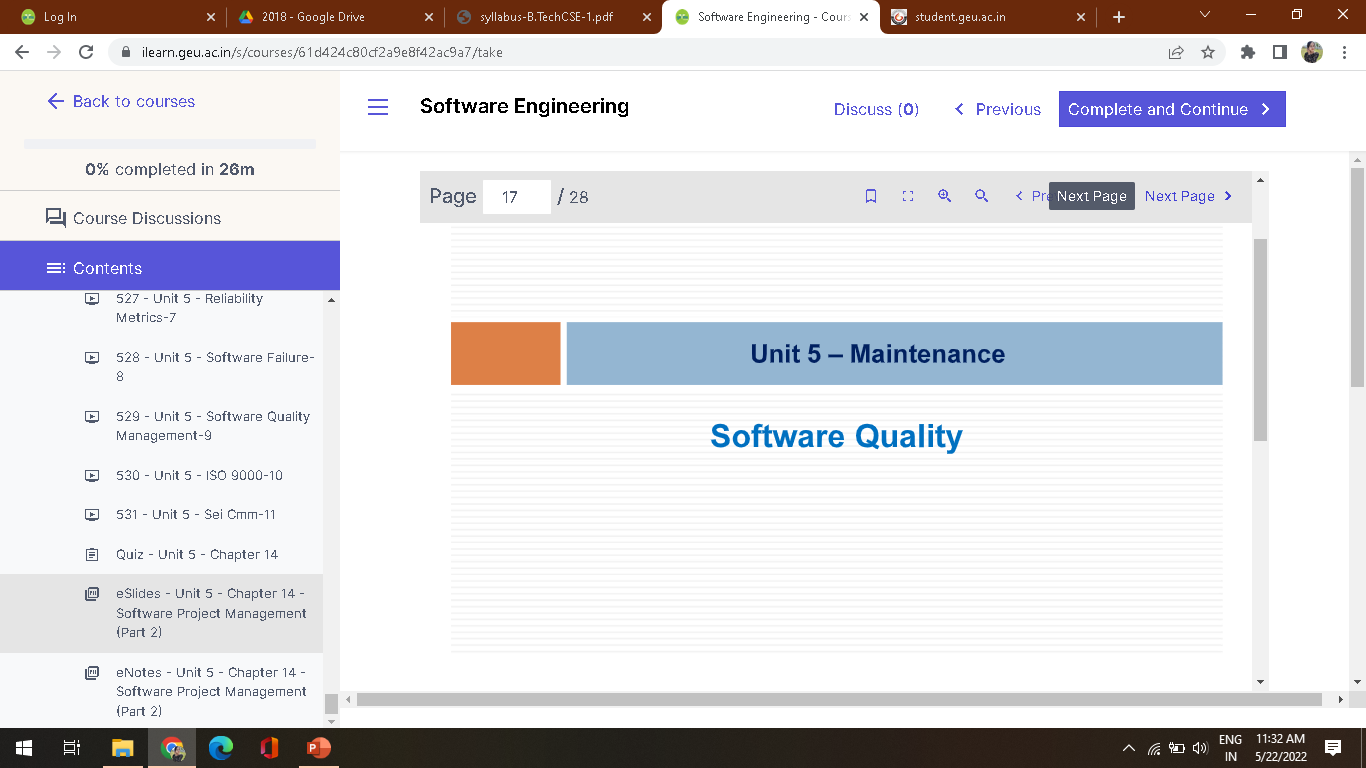 Log In
2018 - Google Drive
syllabus-B.TechCSE-1.pdf
Software Engineering - Cour
student.geu.ac.in
ilearn.geu.ac.in/s/courses/61d424c80cf2a9e8f42ac9a7/take
Back to courses
0% completed in 26m
Course Discussions
Contents
527 - Unit 5 - Reliability
Metrics-7
528 - Unit 5 - Software Failure-
8
529 - Unit 5 - Software Quality
Management-9
530 - Unit 5 - ISO 9000-10
531 - Unit 5 - Sei Cmm-11
Quiz - Unit 5 - Chapter 14
eSlides - Unit 5 - Chapter 14 -
Software Project Management
(Part 2)
eNotes - Unit 5 - Chapter 14 -
Software Project Management
(Part 2)
Software Engineering
Discuss (0)
Previous
Complete and Continue
Page 17 / 28
Pre
Next Page
Next Page
Unit 5 – Maintenance
Software Quality
ENG
IN
11:32 AM
5/22/2022